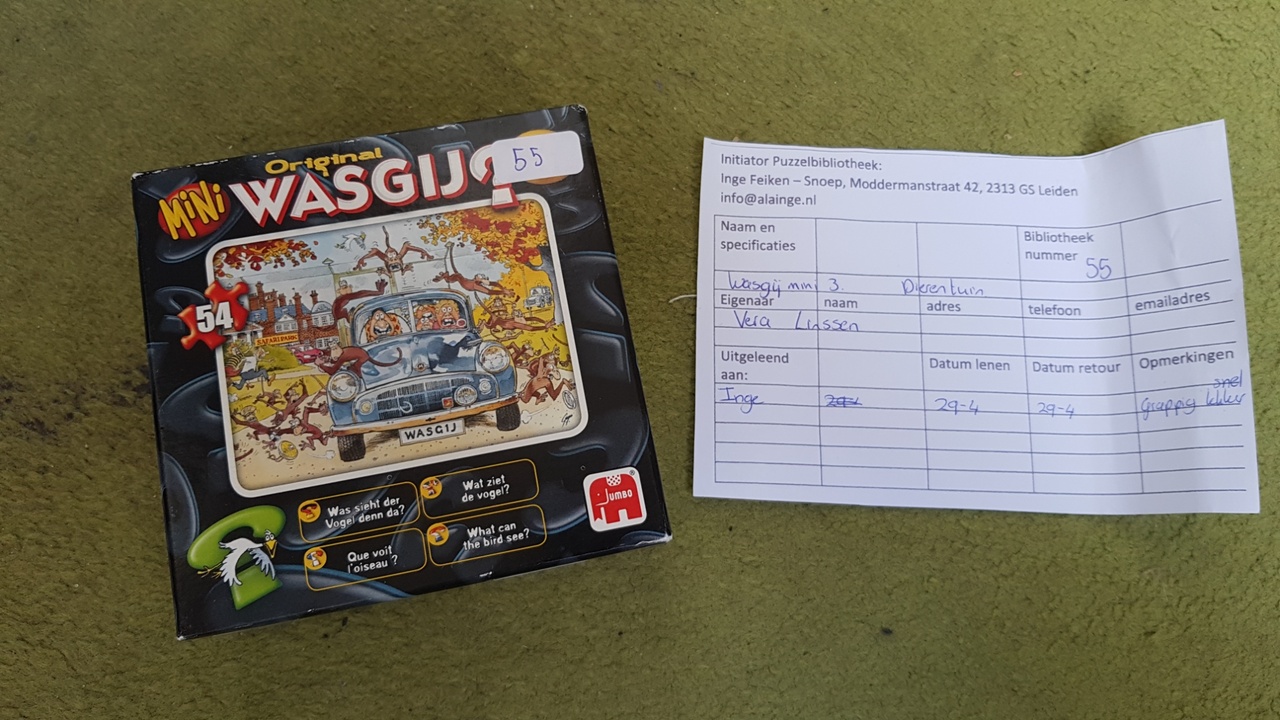 Original
55
MiNi
WASGIJ?
SAFARI PARK
54
WASGIJ
Was sieht der
Vogel denn da?
Wat ziet
de vogel?
Que voit
l'oiseau ?
What can
the bird see?
Jumbo
Initiator Puzzelbibliotheek:
Inge Feiken – Snoep, Moddermanstraat 42, 2313 GS Leiden
info@alainge.nl
Naam en
specificaties
Bibliotheek
nummer 55
Wasgij mini 3. Dierentuin
Eigenaar naam adres telefoon emailadres
Vera Linssen
Uitgeleend
aan:
Datum lenen Datum retour Opmerkingen
snel
Inge 29-4 29-4 Grappig